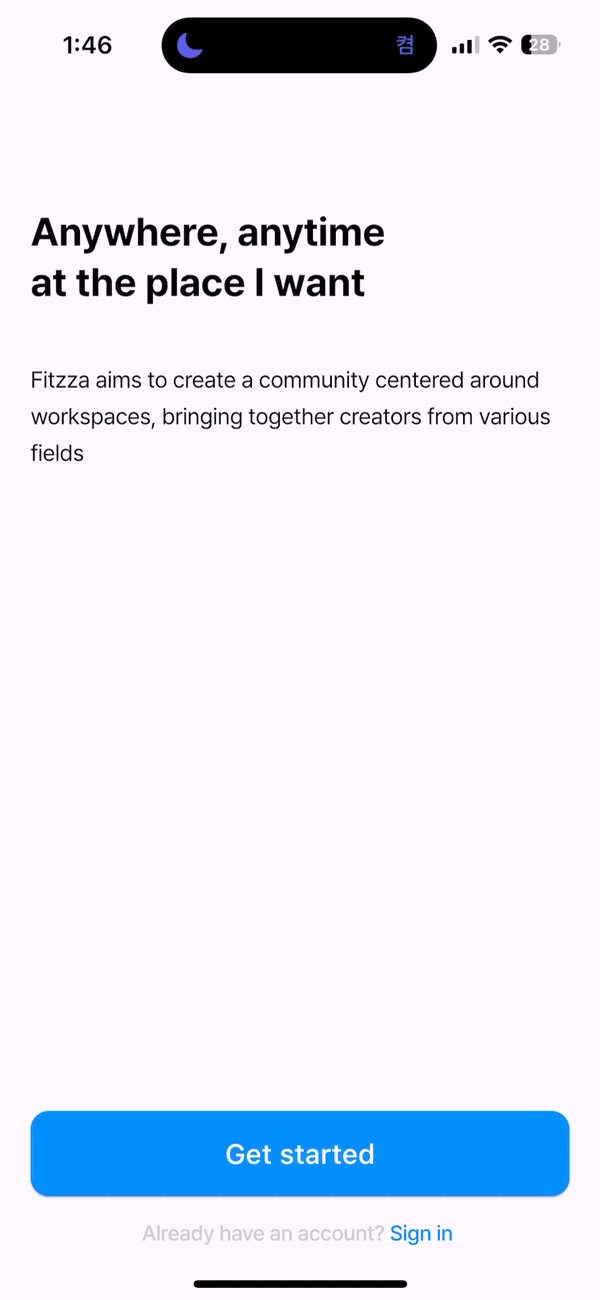 1:46 켬 28
Anywhere, anytime
at the place I want
Fitzza aims to create a community centered around
workspaces, bringing together creators from various
fields
Get started
Already have an account? Sign in